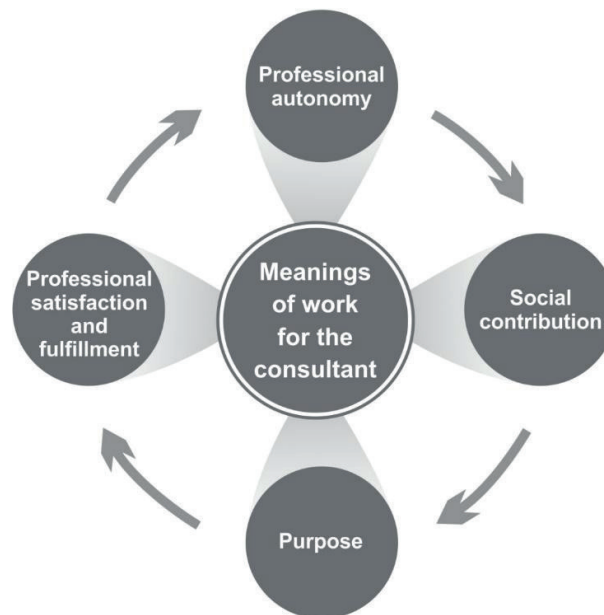 Professional
autonomy
Professional
satisfaction
and
fulfillment
Meanings
of work
for the
consultant
Social
contribution
Purpose